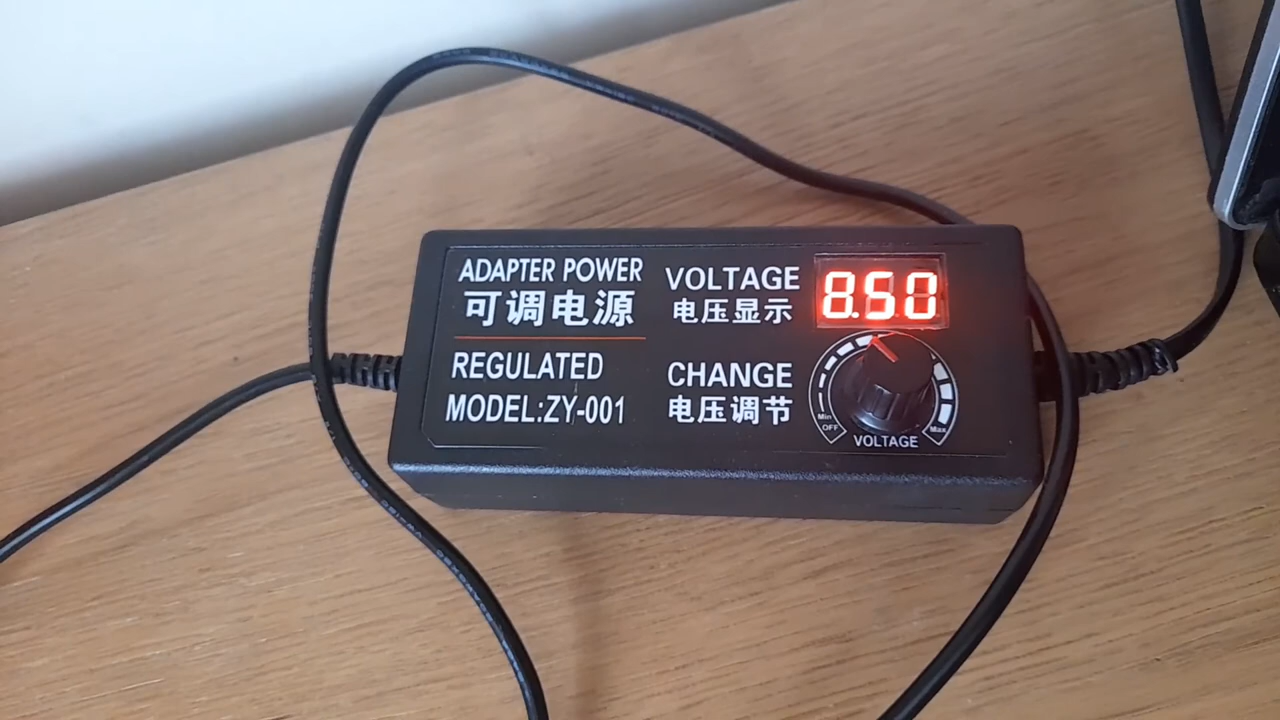 ADAPTER POWER
可调电源
REGULATED
MODEL:ZY-001
VOLTAGE
电压显示
8.50
CHANGE
电压调节
Min
OFF
Max
VOLTAGE